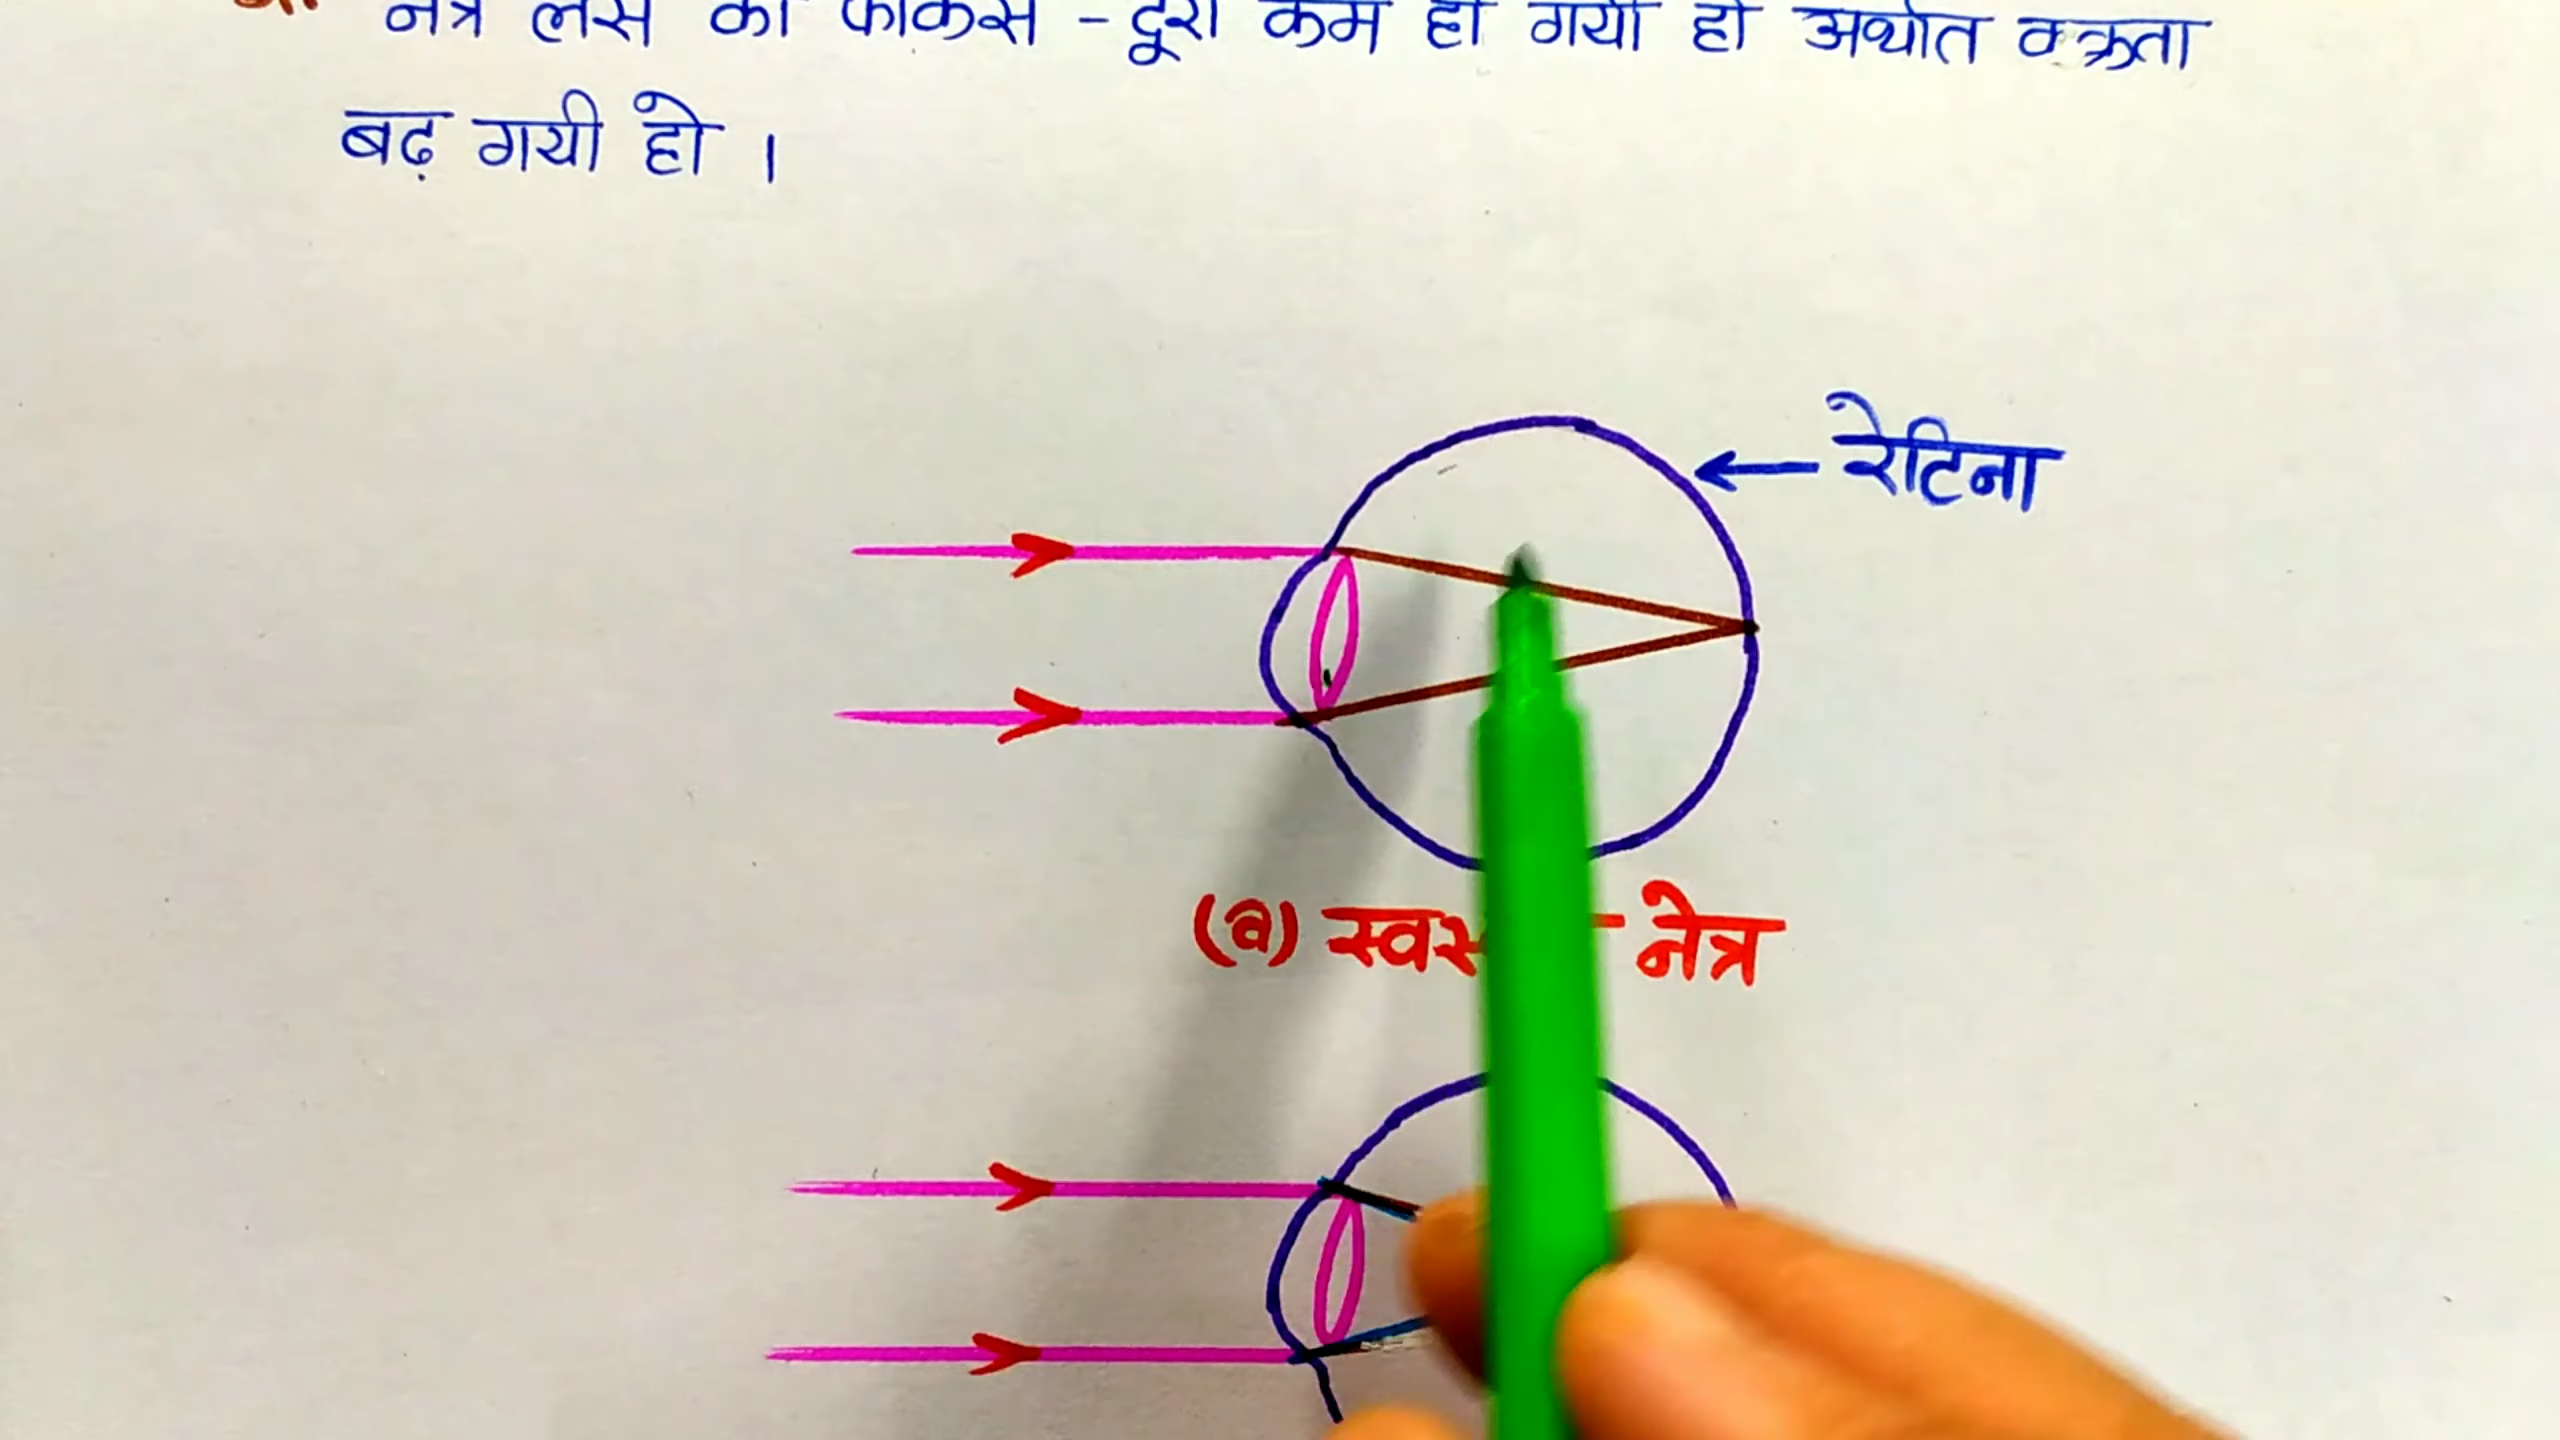 नेत्र लेंस की फोकस - दूरी कम हो गयी हो अर्थात वक्रता
बढ़ गयी हो ।
रेटिना
(a) नेत्र